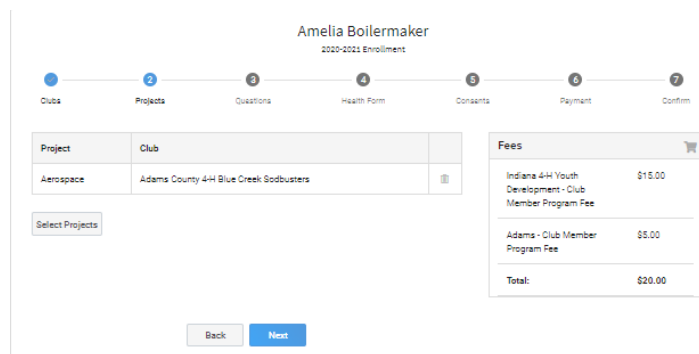 Amelia Boilermaker
2020-2021 Enrollment
2 3 4 5 6 7
Clubs Projects Questions Health Form Consents Payment Confirm
Project Club
Aerospace Adams County 4-H Blue Creek Sodbusters
Select Projects
Back Next
Fees
Indiana 4-H Youth $15.00
Development - Club
Member Program Fee
Adams - Club Member $5.00
Program Fee
Total: $20.00